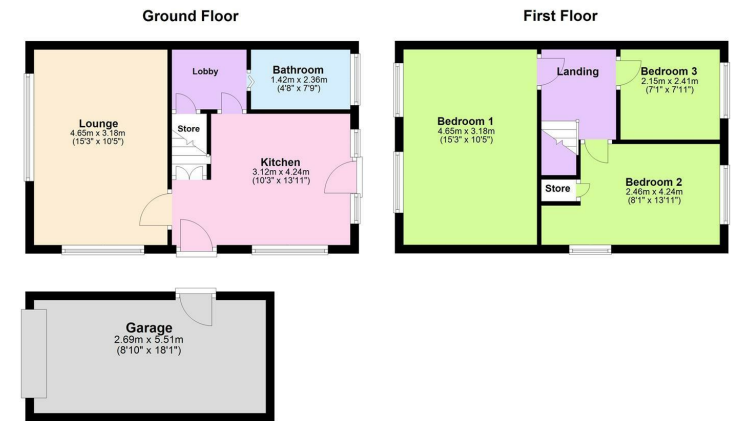 Ground Floor
Lobby
Bathroom
1.42m x 2.36m
(4'8" x 7'9")
Lounge
4.65m x 3.18m
(15'3" x 10'5")
Store
Kitchen
3.12m x 4.24m
(10'3" x 13'11")
Garage
2.69m x 5.51m
(8'10" x 18'1")
First Floor
Landing
Bedroom 3
2.15m x 2.41m
(7'1" x 7'11")
Bedroom 1
4.65m x 3.18m
(15'3" x 10'5")
Bedroom 2
2.46m x 4.24m
(8'1" x 13'11")
Store